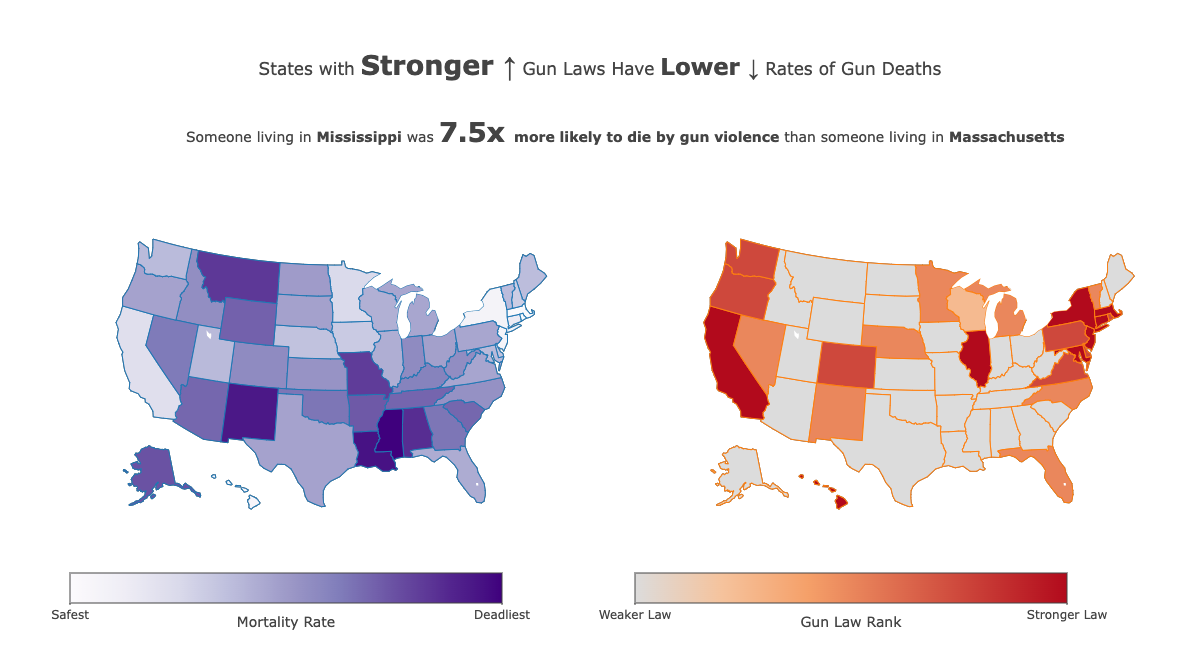 States with Stronger ↑ Gun Laws Have Lower ↓ Rates of Gun Deaths
Someone living in Mississippi was 7.5x more likely to die by gun violence than someone living in Massachusetts
Safest
Deadliest
Mortality Rate
Weaker Law
Stronger Law
Gun Law Rank